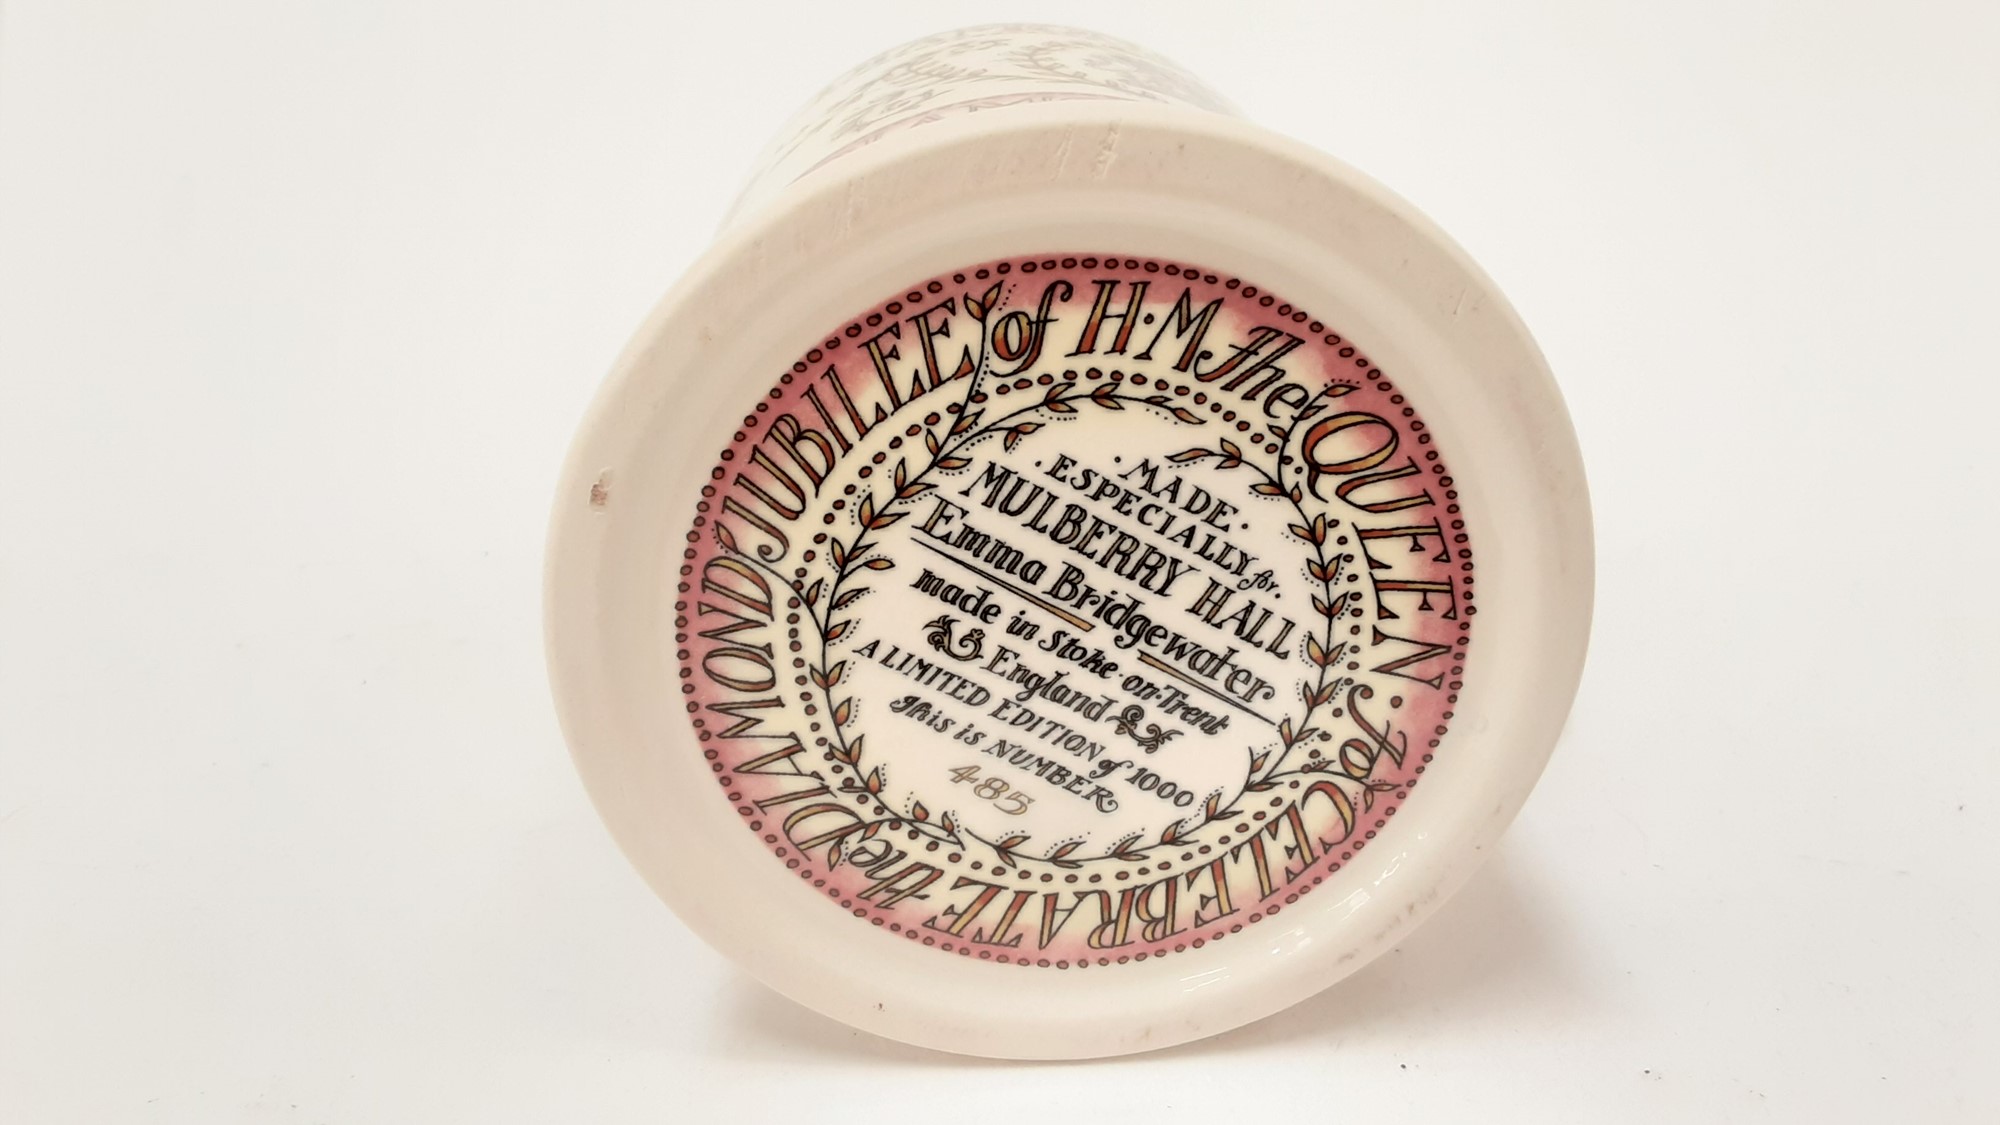 To CELEBRATE the DIAMOND JUBILEE of H·M The QUEEN
·MADE·
·ESPECIALLY for·
MULBERRY HALL
Emma Bridgewater
made in Stoke on·Trent
England
A LIMITED EDITION of 1000
This is NUMBER
485